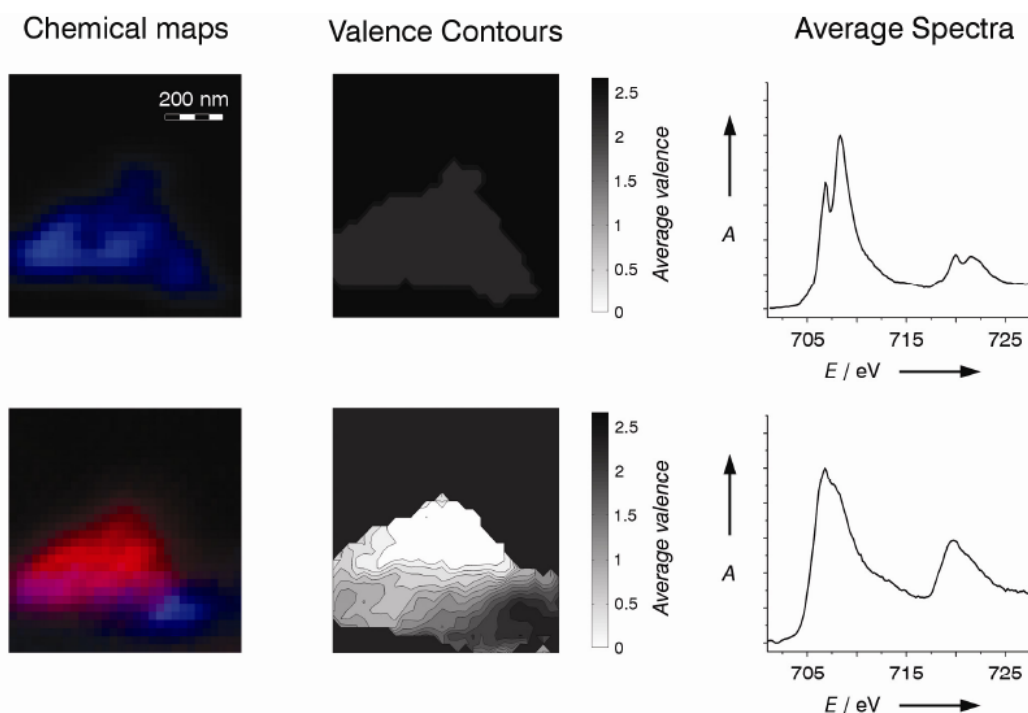 Chemical maps
Valence Contours
Average Spectra
200 nm
2.5
2
1.5
1
0.5
0
Average valence
A
705
715
725
E / eV
2.5
2
1.5
1
0.5
0
Average valence
A
705
715
725
E / eV